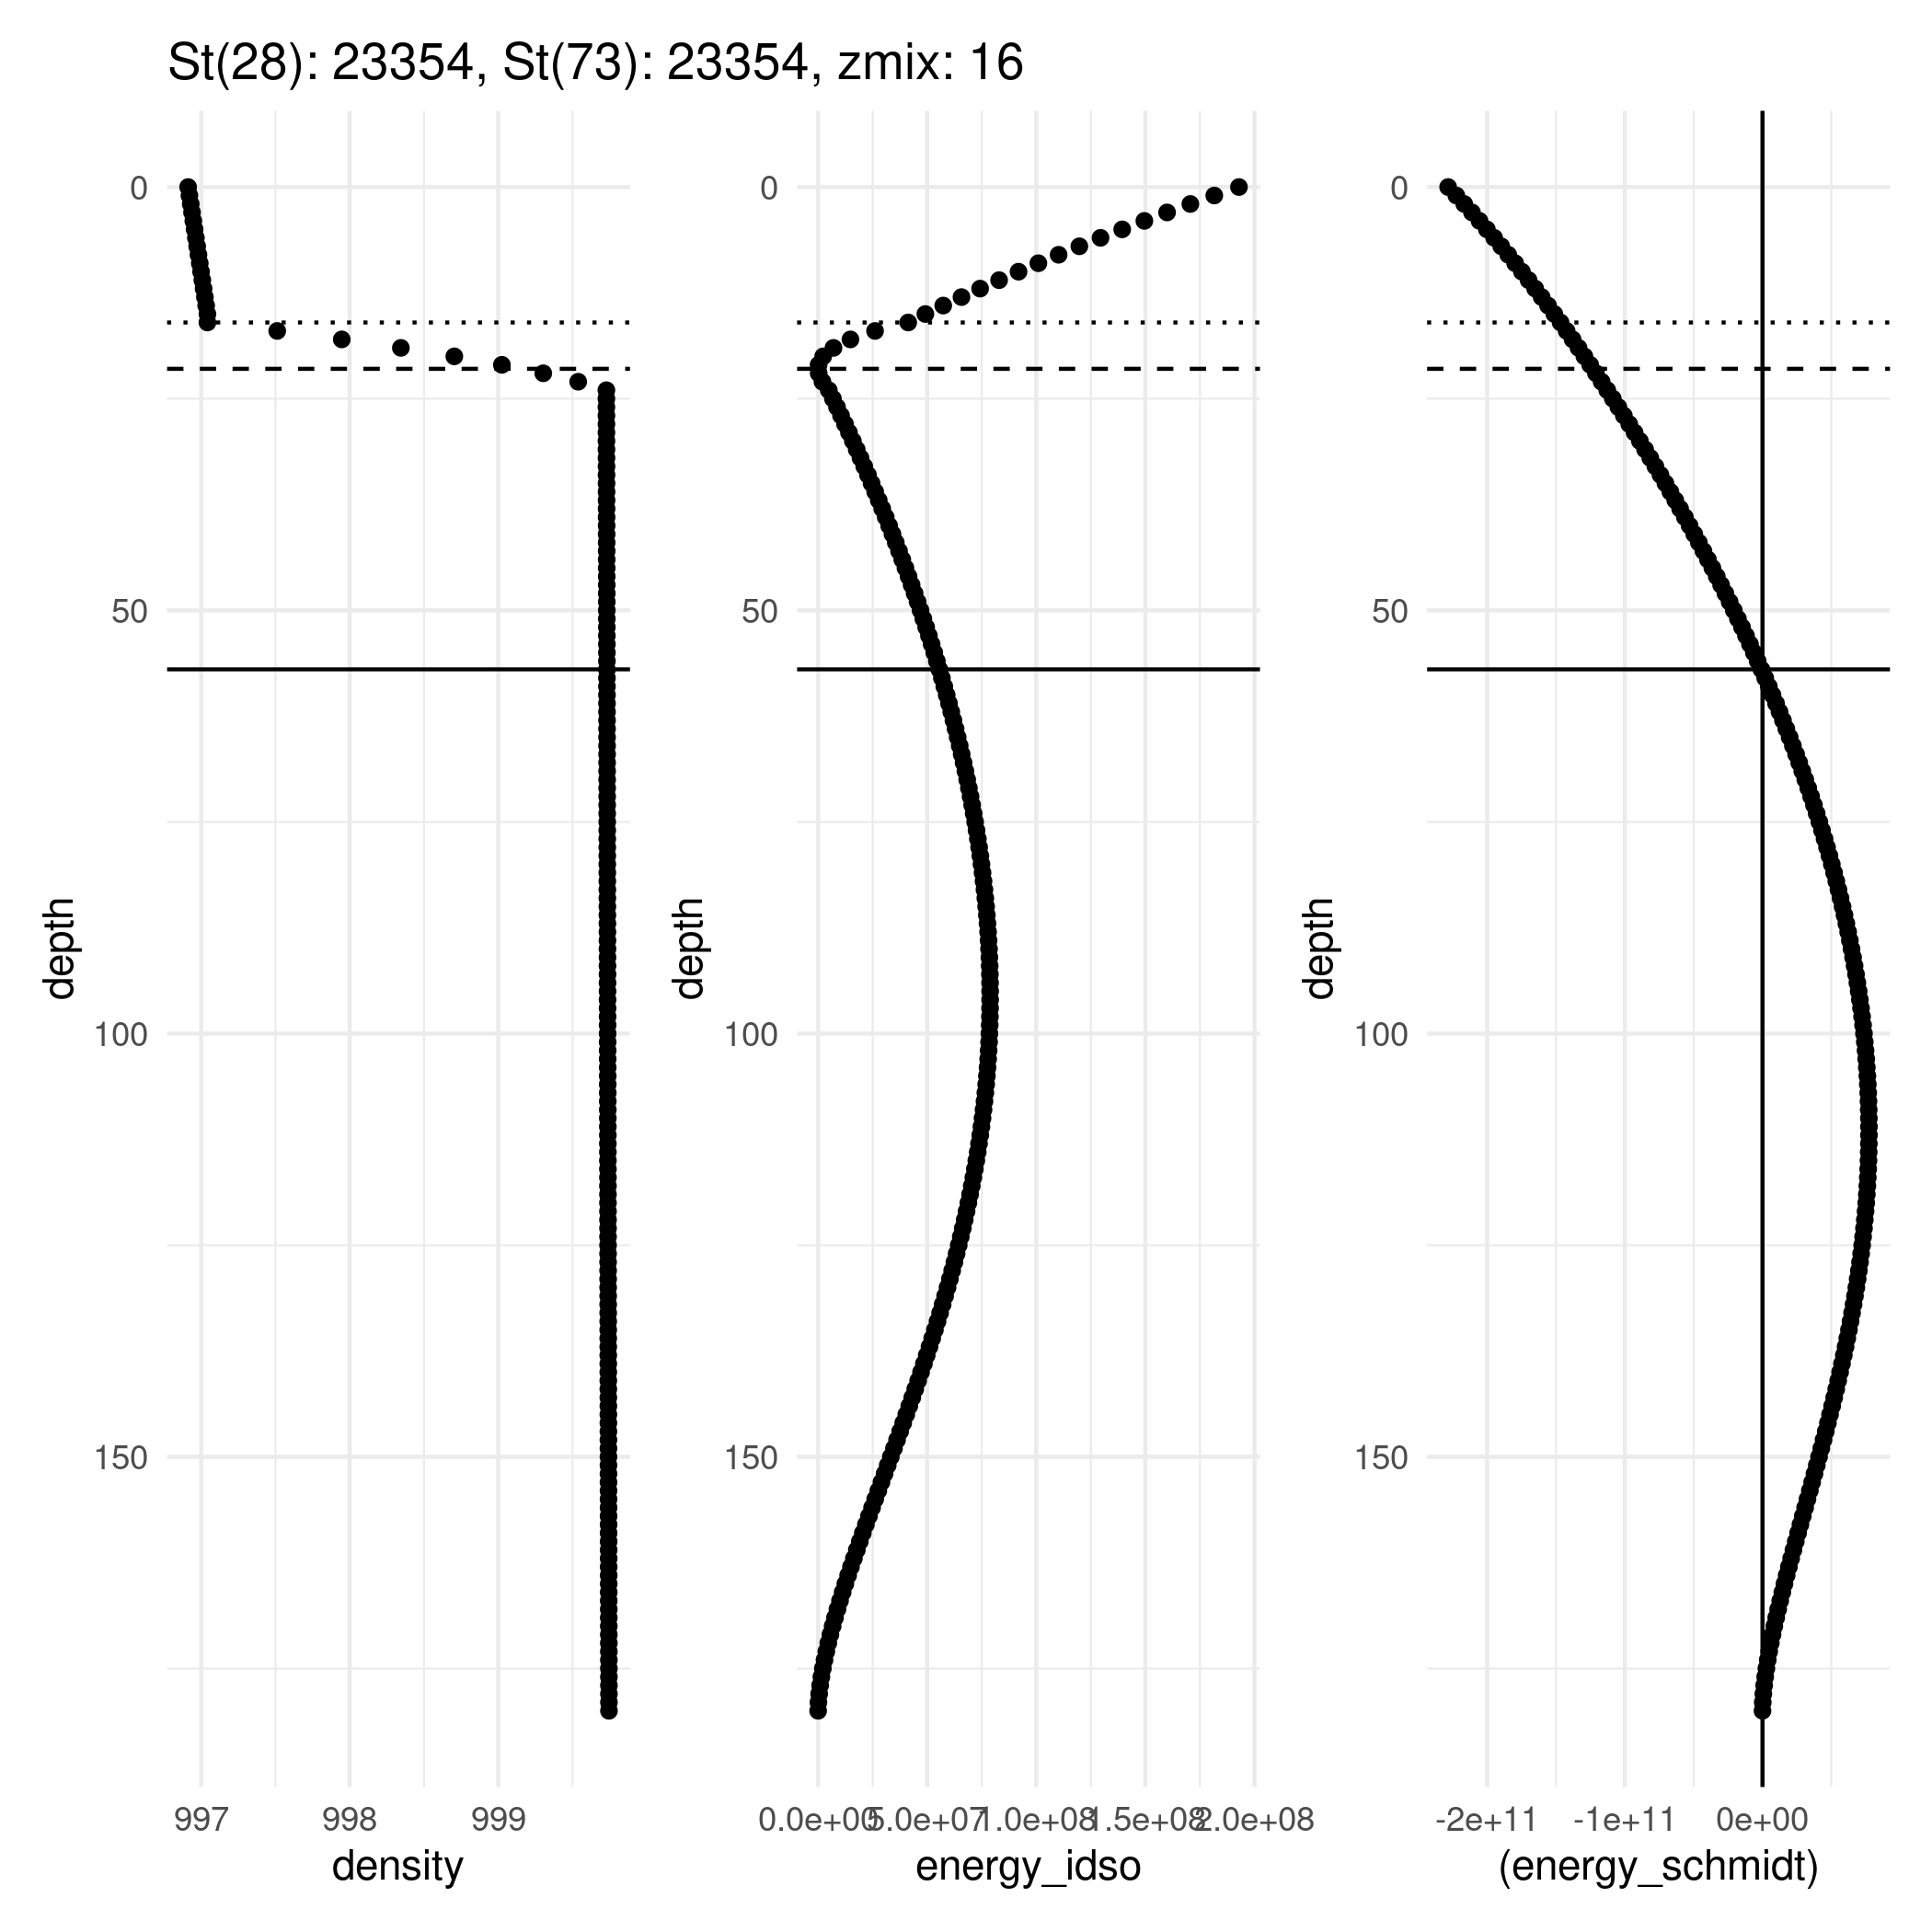 St(28): 23354, St(73): 23354, zmix: 16
depth
0
50
100
150
997 998 999
density
depth
0
50
100
150
0.0e+00 5.0e+07 1.0e+08 1.5e+08 2.0e+08
energy_idso
depth
0
50
100
150
-2e+11 -1e+11 0e+00
(energy_schmidt)